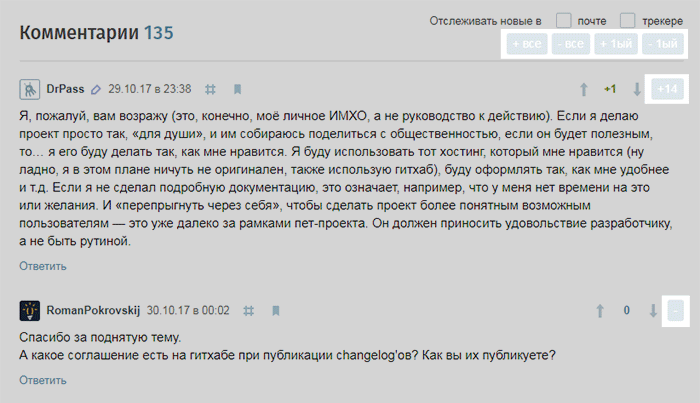 Отслеживать новые в почте трекере
Комментарии 135
+ все - все + 1ый - 1ый
DrPass 29.10.17 в 23:38 +1 +14
Я, пожалуй, вам возражу (это, конечно, моё личное ИМХО, а не руководство к действию). Если я делаю
проект просто так, «для души», и им собираюсь поделиться с общественностью, если он будет полезным,
то… я его буду делать так, как мне нравится. Я буду использовать тот хостинг, который мне нравится (ну
ладно, я в этом плане ничуть не оригинален, также использую гитхаб), буду оформлять так, как мне удобнее
и т.д. Если я не сделал подробную документацию, это означает, например, что у меня нет времени на это
или желания. И «перепрыгнуть через себя», чтобы сделать проект более понятным возможным
пользователям — это уже далеко за рамками пет-проекта. Он должен приносить удовольствие разработчику,
а не быть рутиной.
Ответить
RomanPokrovskij 30.10.17 в 00:02 0 -
Спасибо за поднятую тему.
А какое соглашение есть на гитхабе при публикации changelog'ов? Как вы их публикуете?
Ответить